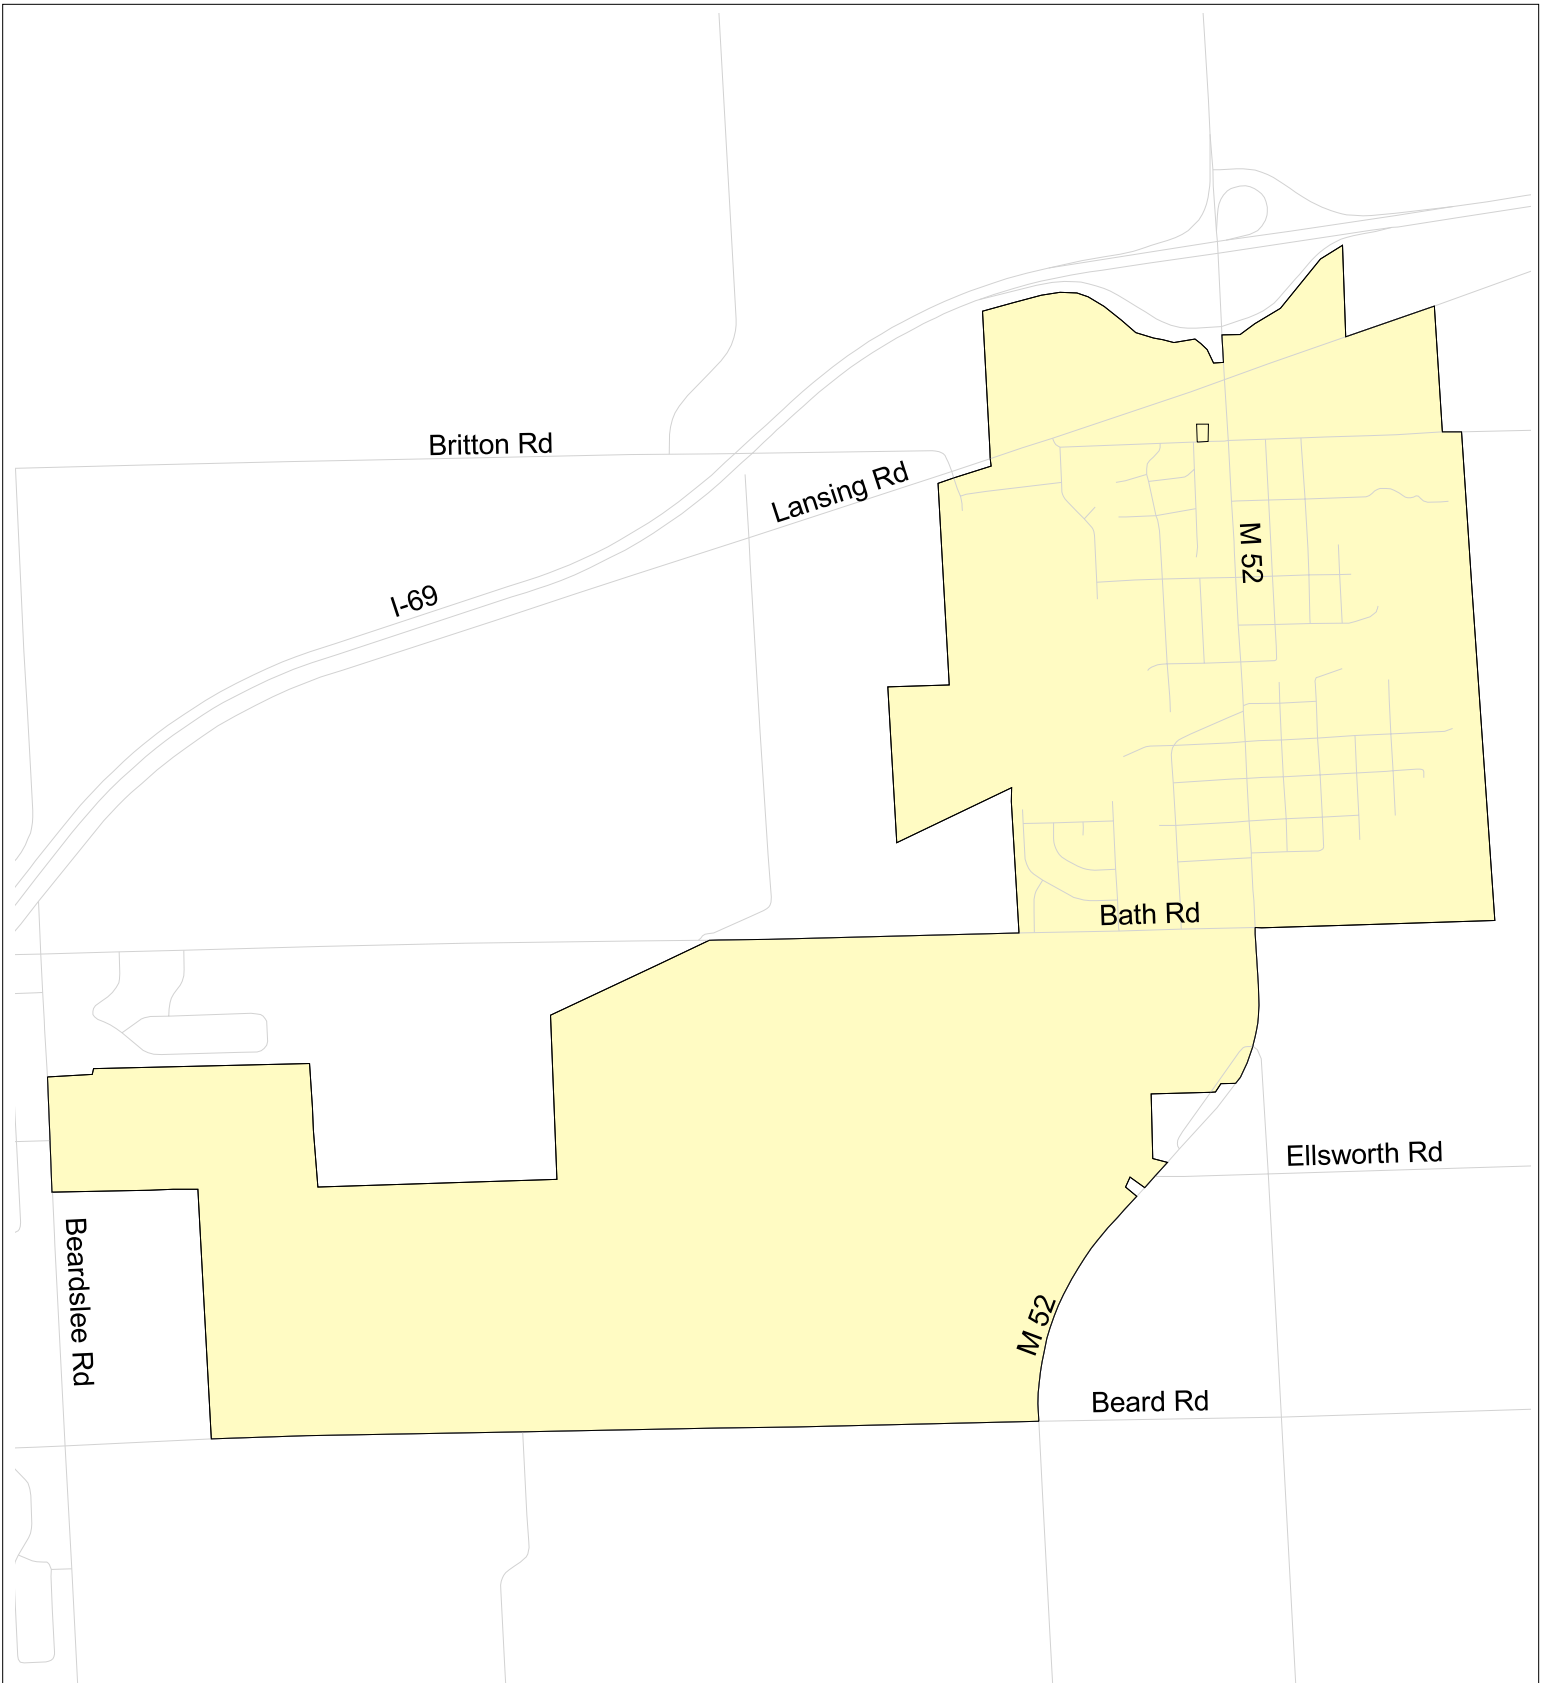 Britton Rd
Lansing Rd
M 52
I-69
Bath Rd
Ellsworth Rd
Beardslee Rd
M 52
Beard Rd